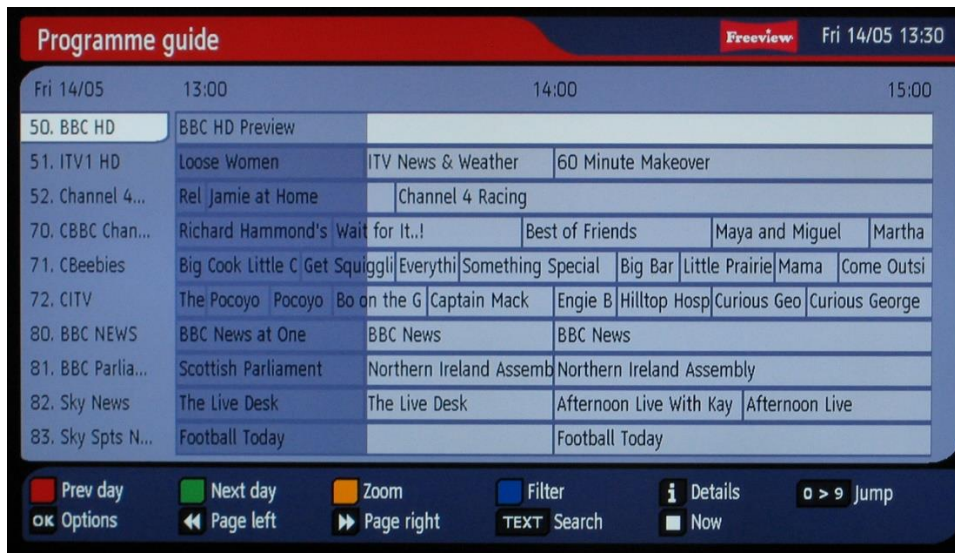 Programme guide Freeview Fri 14/05 13:30
Fri 14/05 13:00 14:00 15:00
50. BBC HD BBC HD Preview
51. ITV1 HD Loose Women ITV News & Weather 60 Minute Makeover
52. Channel 4... Rel Jamie at Home Channel 4 Racing
70. CBBC Chan... Richard Hammond's Wait for It..! Best of Friends Maya and Miguel Martha
71. CBeebies Big Cook Little C Get Squiggli Everythi Something Special Big Bar Little Prairie Mama Come Outsi
72. CITV The Pocoyo Pocoyo Bo on the G Captain Mack Engie B Hilltop Hosp Curious Geo Curious George
80. BBC NEWS BBC News at One BBC News BBC News
81. BBC Parlia... Scottish Parliament Northern Ireland Assemb Northern Ireland Assembly
82. Sky News The Live Desk The Live Desk Afternoon Live With Kay Afternoon Live
83. Sky Spts N... Football Today Football Today
Prev day Next day Zoom Filter i Details 0 > 9 Jump
OK Options Page left Page right TEXT Search Now